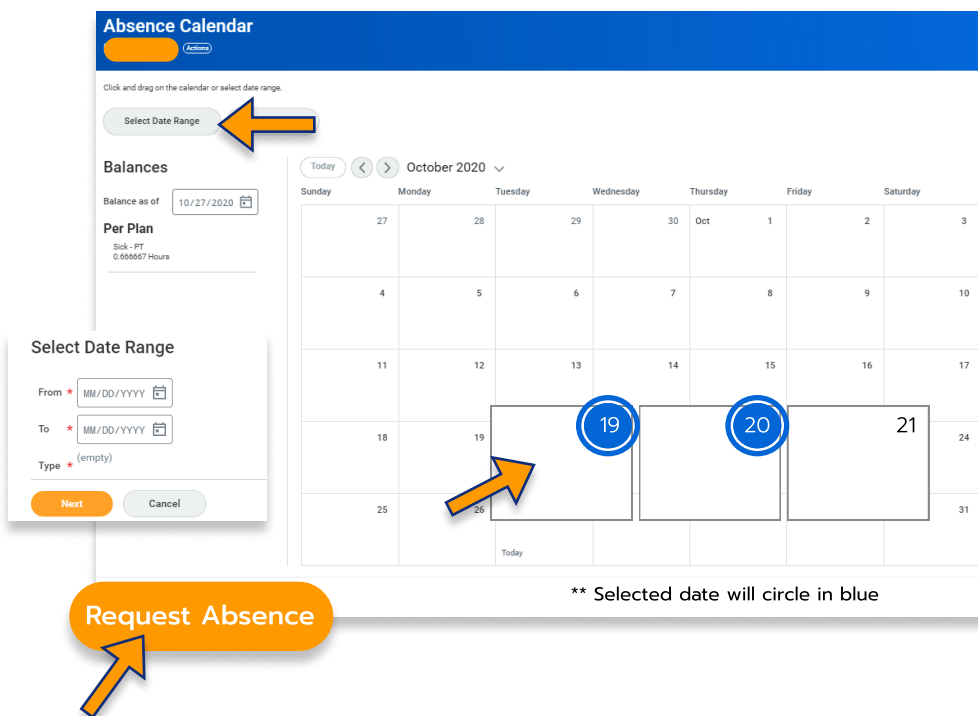 Absence Calendar
Actions
Click and drag on the calendar or select date range.
Select Date Range
Balances
Balance as of 10/27/2020
Per Plan
Sick - PT
0.666667 Hours
Today October 2020
Sunday Monday Tuesday Wednesday Thursday Friday Saturday
27 28 29 30 Oct 1 2 3
4 5 6 7 8 9 10
11 12 13 14 15 16 17
18 19 19 20 21 24
25 26 31
Today
Select Date Range
From * MM/DD/YYYY
To * MM/DD/YYYY
Type * (empty)
Next Cancel
** Selected date will circle in blue
Request Absence